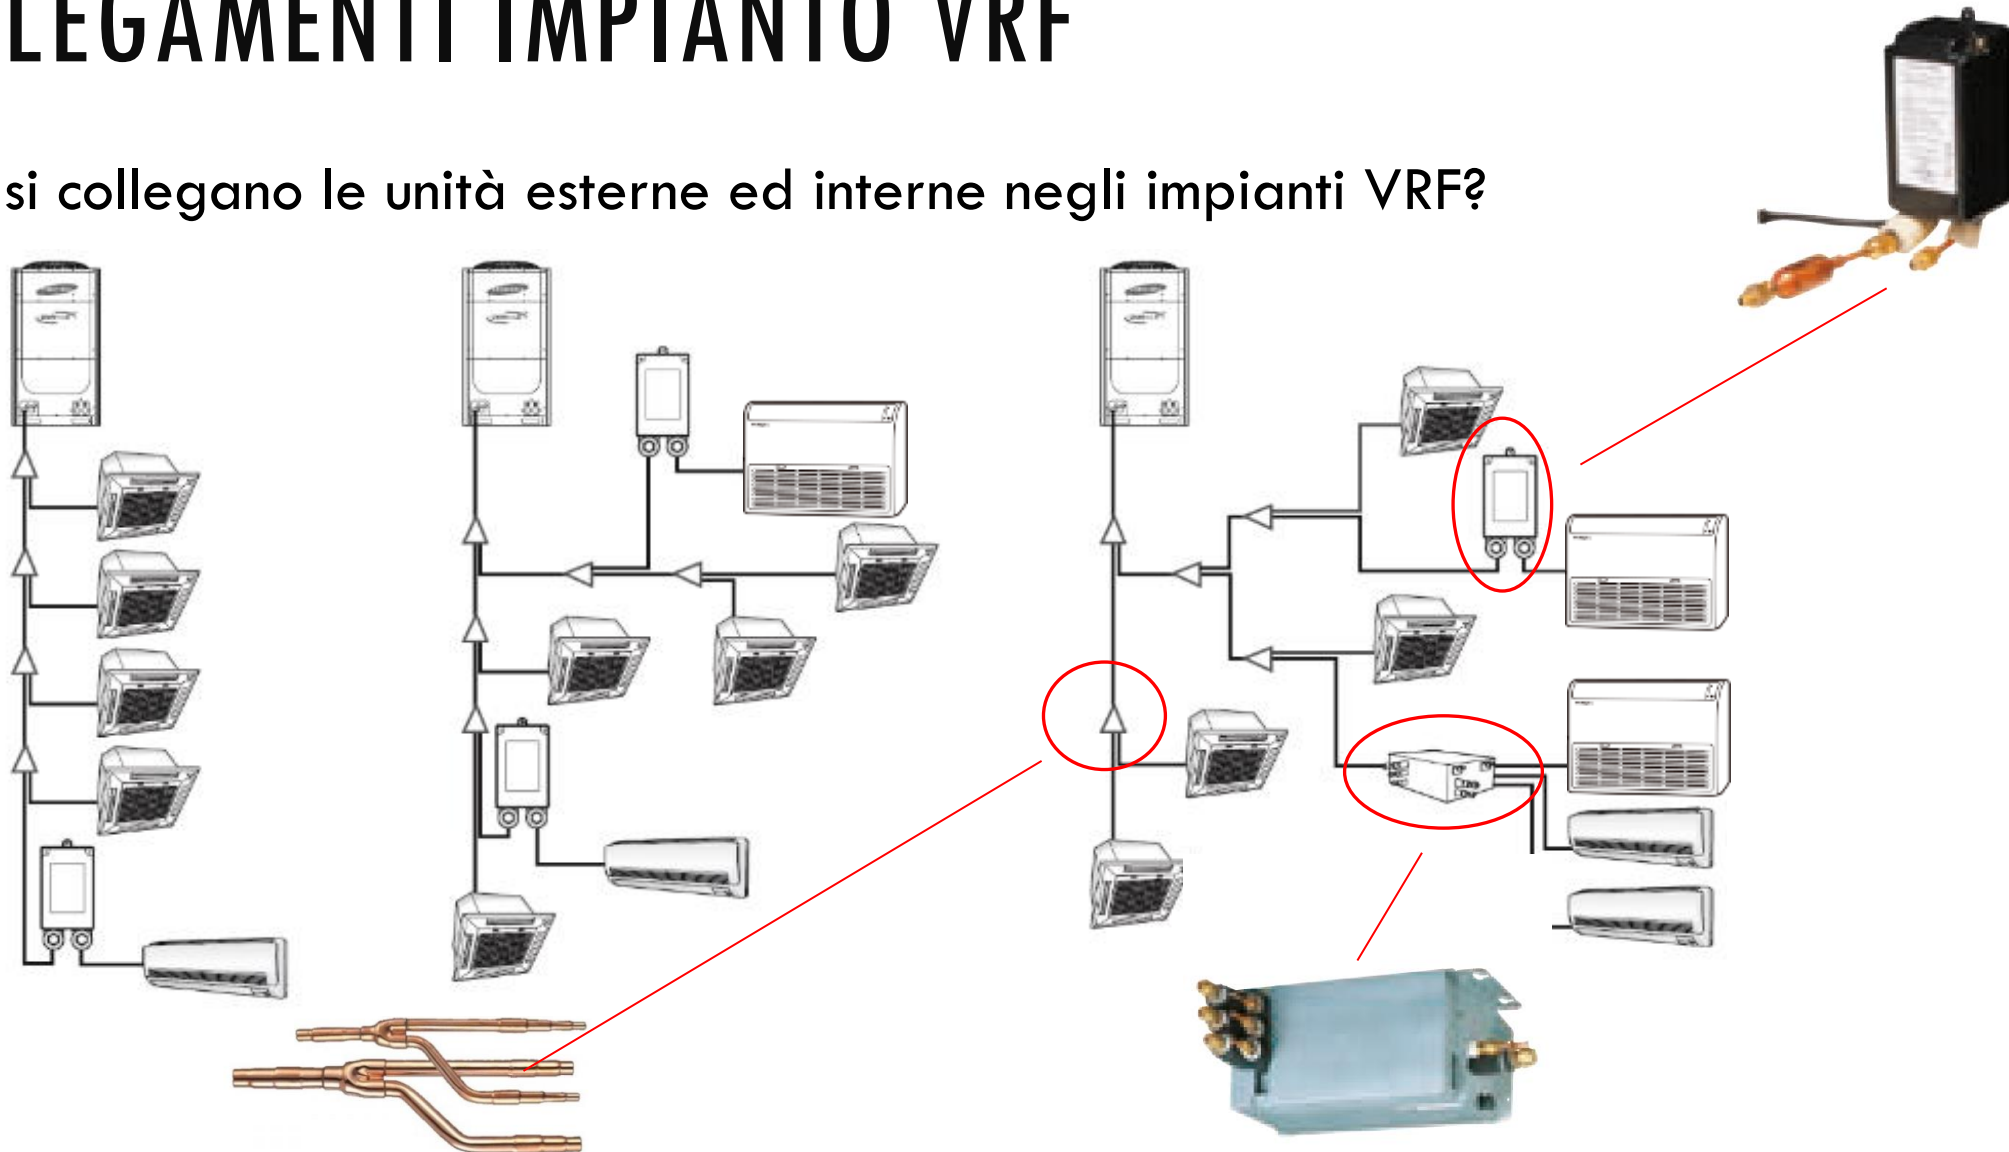 LEGAMENTI IMPIANTO VRF
si collegano le unità esterne ed interne negli impianti VRF?